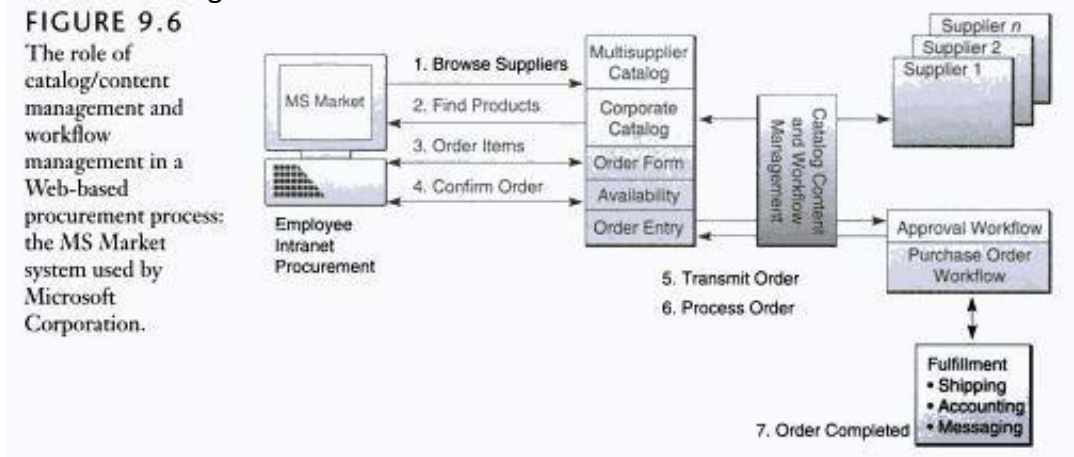 FIGURE 9.6
The role of
catalog/content
management and
workflow
management in a
Web-based
procurement process:
the MS Market
system used by
Microsoft
Corporation.
MS Market
Employee
Intranet
Procurement
1. Browse Suppliers
2. Find Products
3. Order Items
4. Confirm Order
Multisupplier
Catalog
Corporate
Catalog
Order Form
Availability
Order Entry
Catalog Content
and Workflow
Management
Supplier n
Supplier 2
Supplier 1
5. Transmit Order
6. Process Order
Approval Workflow
Purchase Order
Workflow
Fulfillment
• Shipping
• Accounting
• Messaging
7. Order Completed